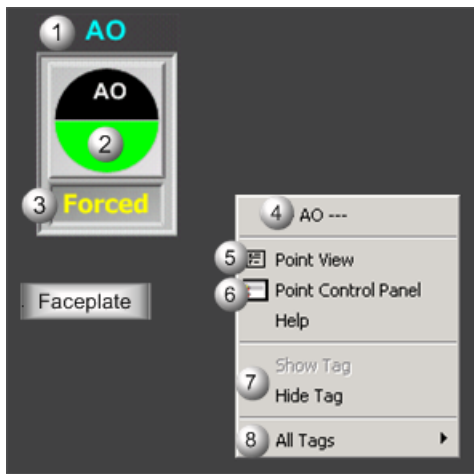 1 AO
AO
2
3 Forced
Faceplate
4 AO ---
5 Point View
6 Point Control Panel
Help
Show Tag
7
Hide Tag
8 All Tags